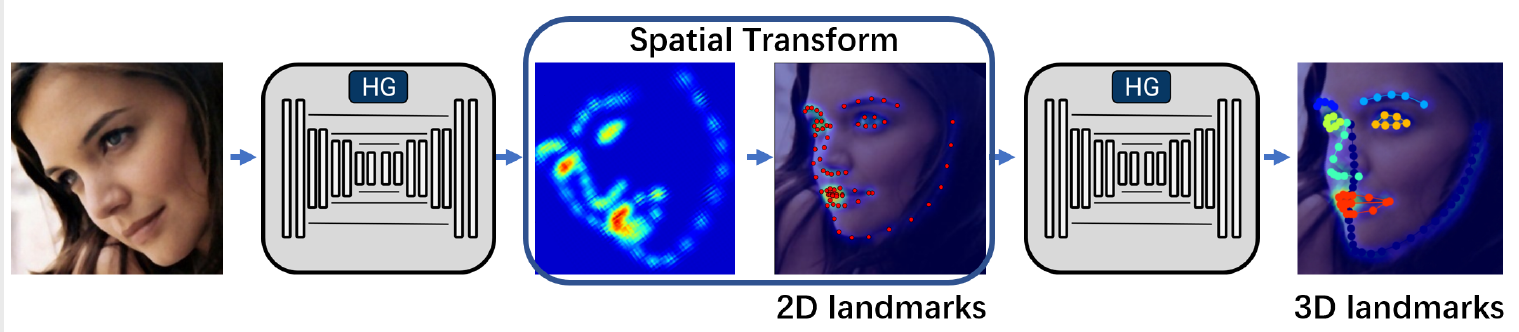 Spatial Transform
HG
HG
2D landmarks
3D landmarks